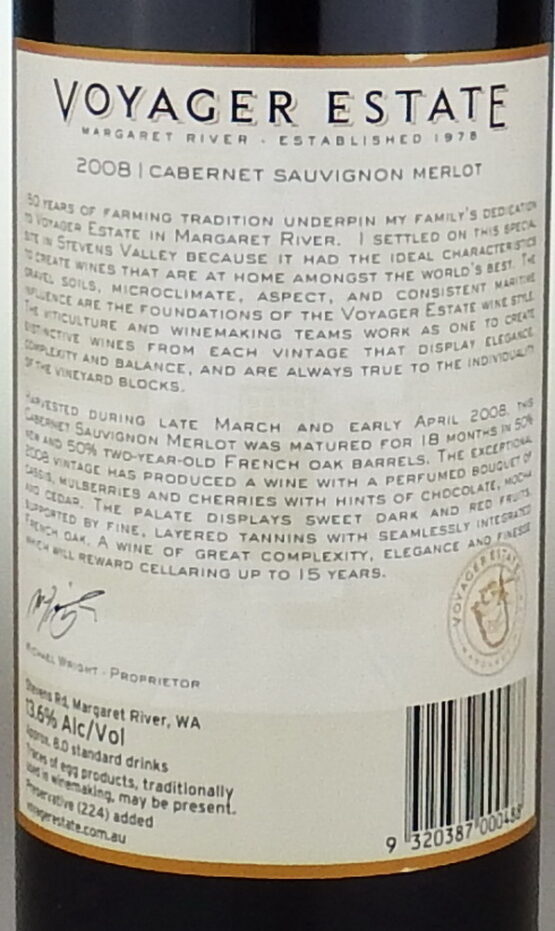 VOYAGER ESTATE
MARGARET RIVER · ESTABLISHED 1978
2008 | CABERNET SAUVIGNON MERLOT
30 YEARS OF FARMING TRADITION UNDERPIN MY FAMILY'S DEDICATION
TO VOYAGER ESTATE IN MARGARET RIVER. I SETTLED ON THIS SPECIAL
SITE IN STEVENS VALLEY BECAUSE IT HAD THE IDEAL CHARACTERISTICS
TO CREATE WINES THAT ARE AT HOME AMONGST THE WORLD'S BEST. THE
GRAVEL SOILS, MICROCLIMATE, ASPECT, AND CONSISTENT MARITIME
INFLUENCE ARE THE FOUNDATIONS OF THE VOYAGER ESTATE WINE STYLE.
THE VITICULTURE AND WINEMAKING TEAMS WORK AS ONE TO CREATE
DISTINCTIVE WINES FROM EACH VINTAGE THAT DISPLAY ELEGANCE,
COMPLEXITY AND BALANCE, AND ARE ALWAYS TRUE TO THE INDIVIDUALITY
OF THE VINEYARD BLOCKS.
HARVESTED DURING LATE MARCH AND EARLY APRIL 2008, THIS
CABERNET SAUVIGNON MERLOT WAS MATURED FOR 18 MONTHS IN 50%
NEW AND 50% TWO-YEAR-OLD FRENCH OAK BARRELS. THE EXCEPTIONAL
2008 VINTAGE HAS PRODUCED A WINE WITH A PERFUMED BOUQUET OF
CASSIS, MULBERRIES AND CHERRIES WITH HINTS OF CHOCOLATE, MOCHA
AND CEDAR. THE PALATE DISPLAYS SWEET DARK AND RED FRUITS,
SUPPORTED BY FINE, LAYERED TANNINS WITH SEAMLESSLY INTEGRATED
FRENCH OAK. A WINE OF GREAT COMPLEXITY, ELEGANCE AND FINESSE
WHICH WILL REWARD CELLARING UP TO 15 YEARS.
VOYAGER ESTATE
MARGARET
MICHAEL WRIGHT - PROPRIETOR
Stevens Rd, Margaret River, WA
13.6% Alc/Vol
Approx. 8.0 standard drinks
Traces of egg products, traditionally
used in winemaking, may be present.
Preservative (224) added
voyagerestate.com.au
9 320387 000488